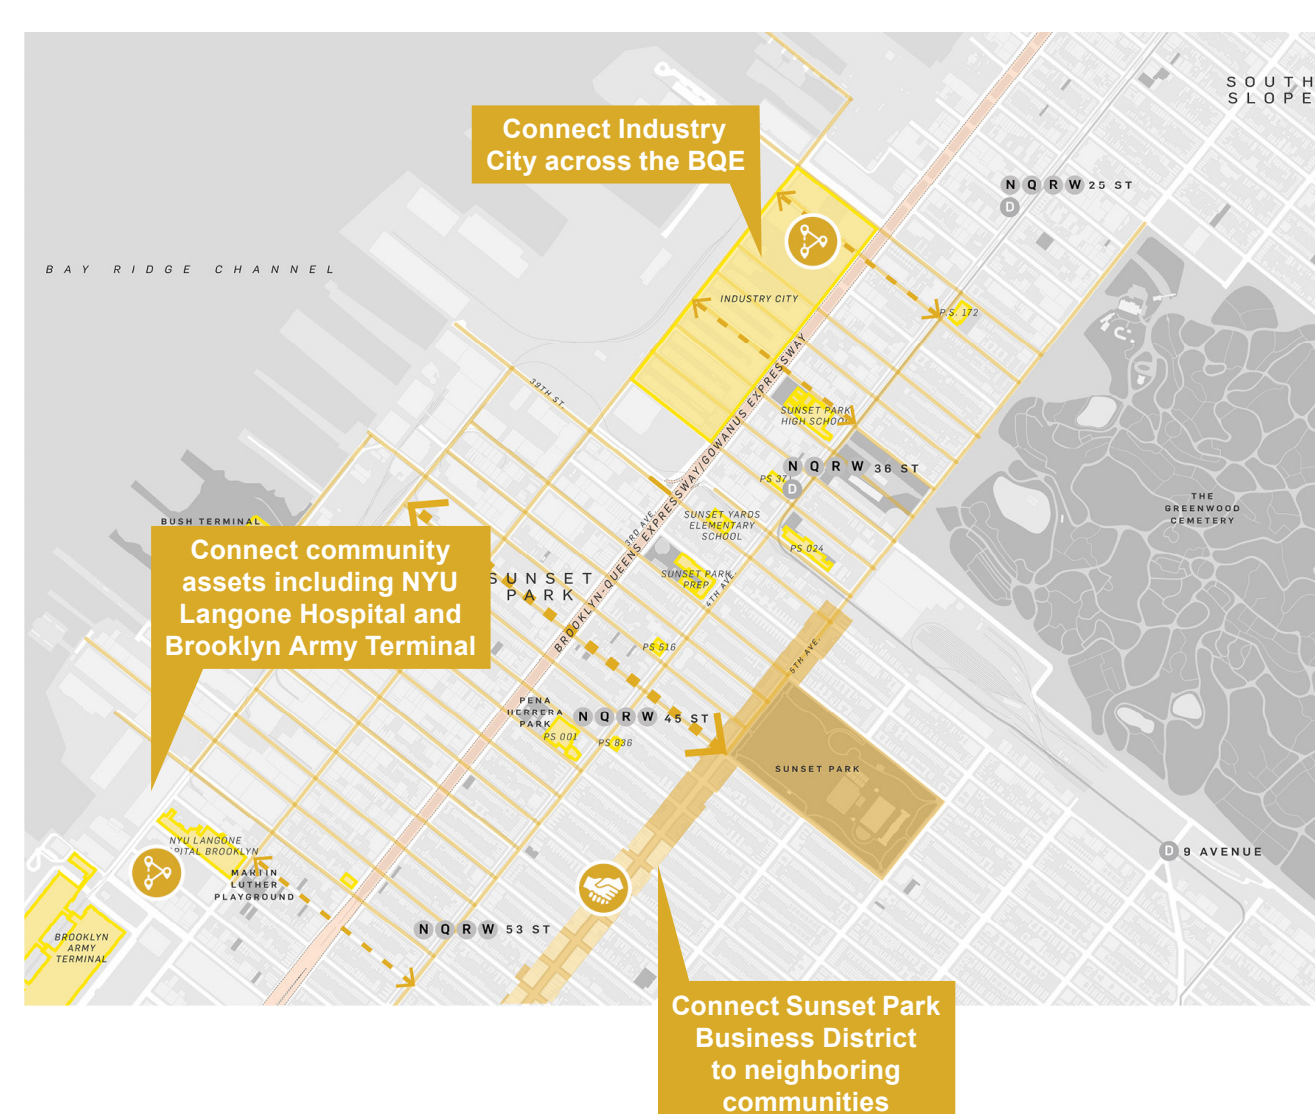 SOUTH
SLOPE
Connect Industry
City across the BQE
N Q R W 25 ST
D
BAY RIDGE CHANNEL
INDUSTRY CITY
P.S. 172
39TH ST.
SUNSET PARK
HIGH SCHOOL
BROOKLYN-QUEENS EXPRESSWAY/GOWANUS EXPRESSWAY
N Q R W 36 ST
PS 371
D
THE
GREENWOOD
CEMETERY
BUSH TERMINAL
3RD AVE.
SUNSET YARDS
ELEMENTARY
SCHOOL
PS 024
Connect community
assets including NYU
Langone Hospital and
Brooklyn Army Terminal
SUNSET
PARK
SUNSET PARK
PREP
4TH AVE.
PS 516
5TH AVE.
PENA
HERRERA
PARK
N Q R W 45 ST
PS 001
PS 836
SUNSET PARK
NYU LANGONE
PITAL BROOKLYN
MARTIN
LUTHER
PLAYGROUND
D 9 AVENUE
N Q R W 53 ST
BROOKLYN
ARMY
TERMINAL
Connect Sunset Park
Business District
to neighboring
communities